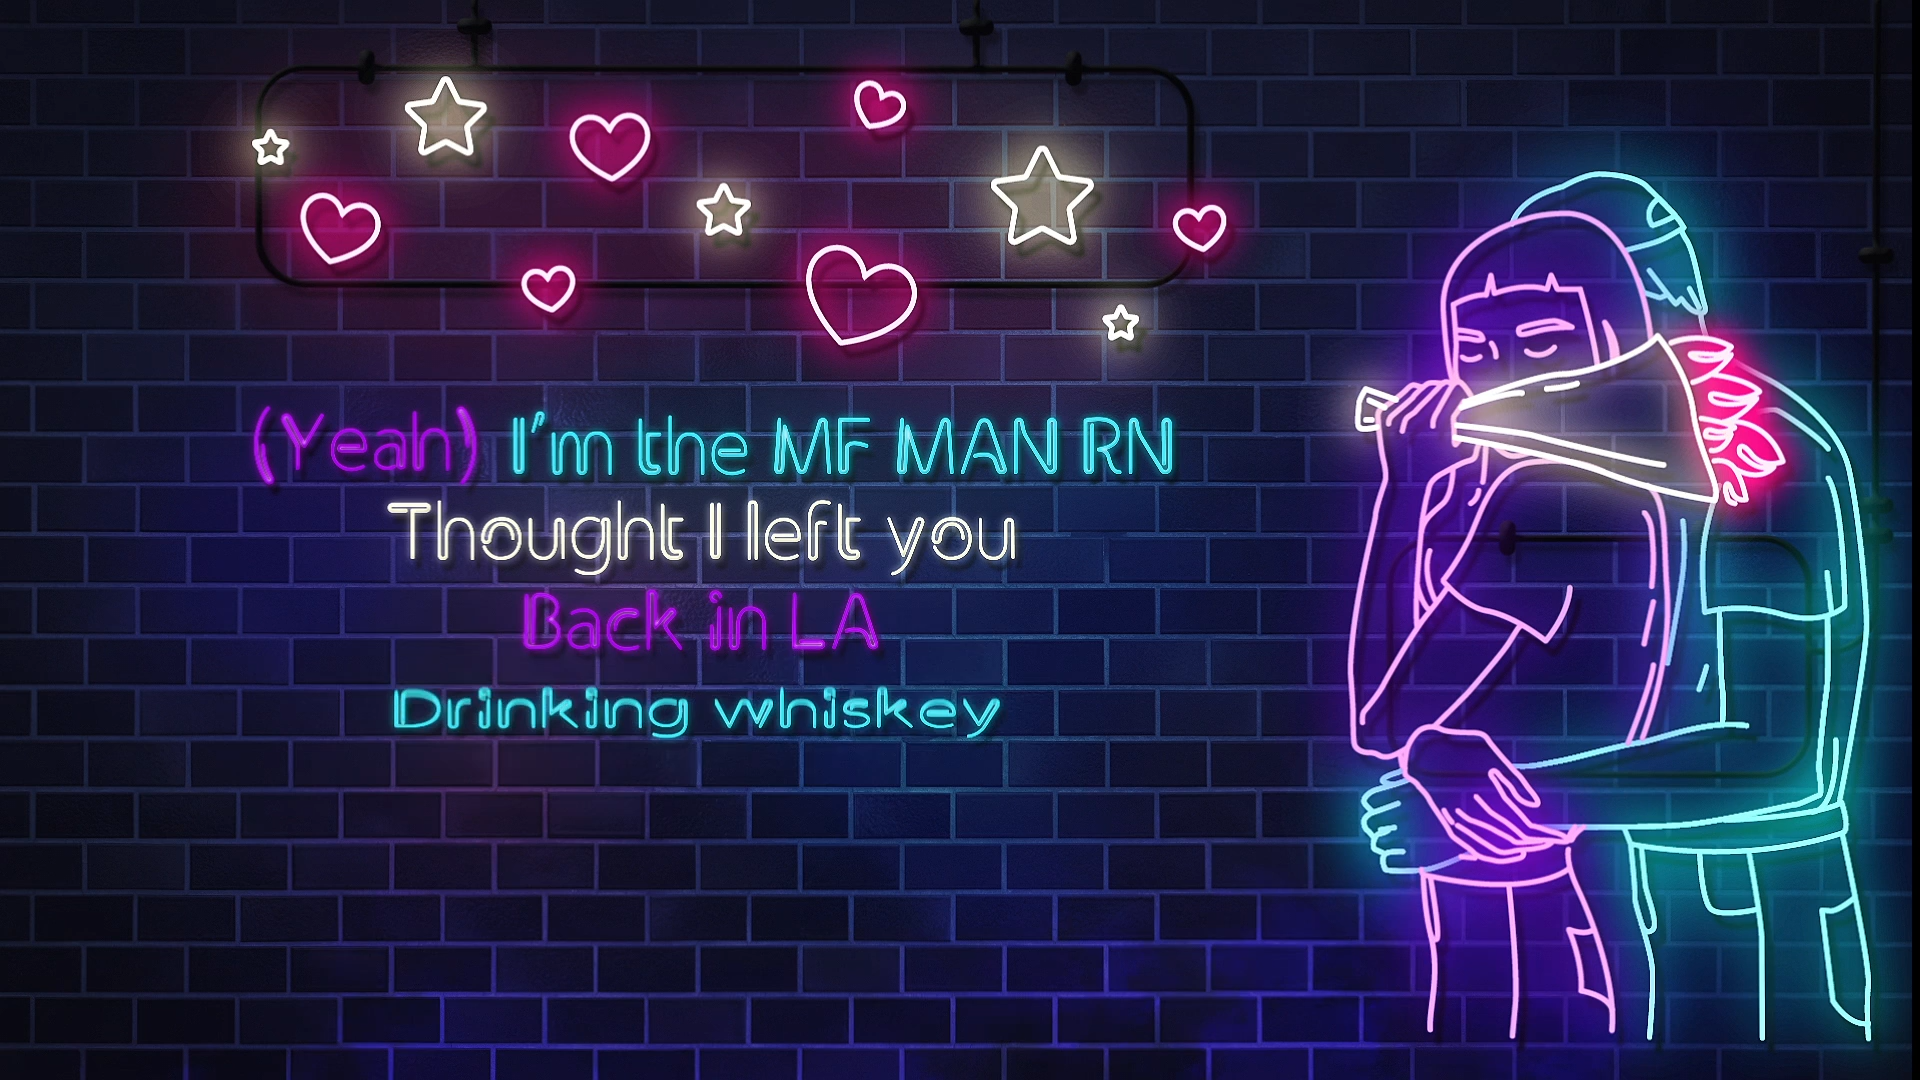 (Yeah) I'm the MF MAN RN
Thought I left you
Back in LA
Drinking whiskey